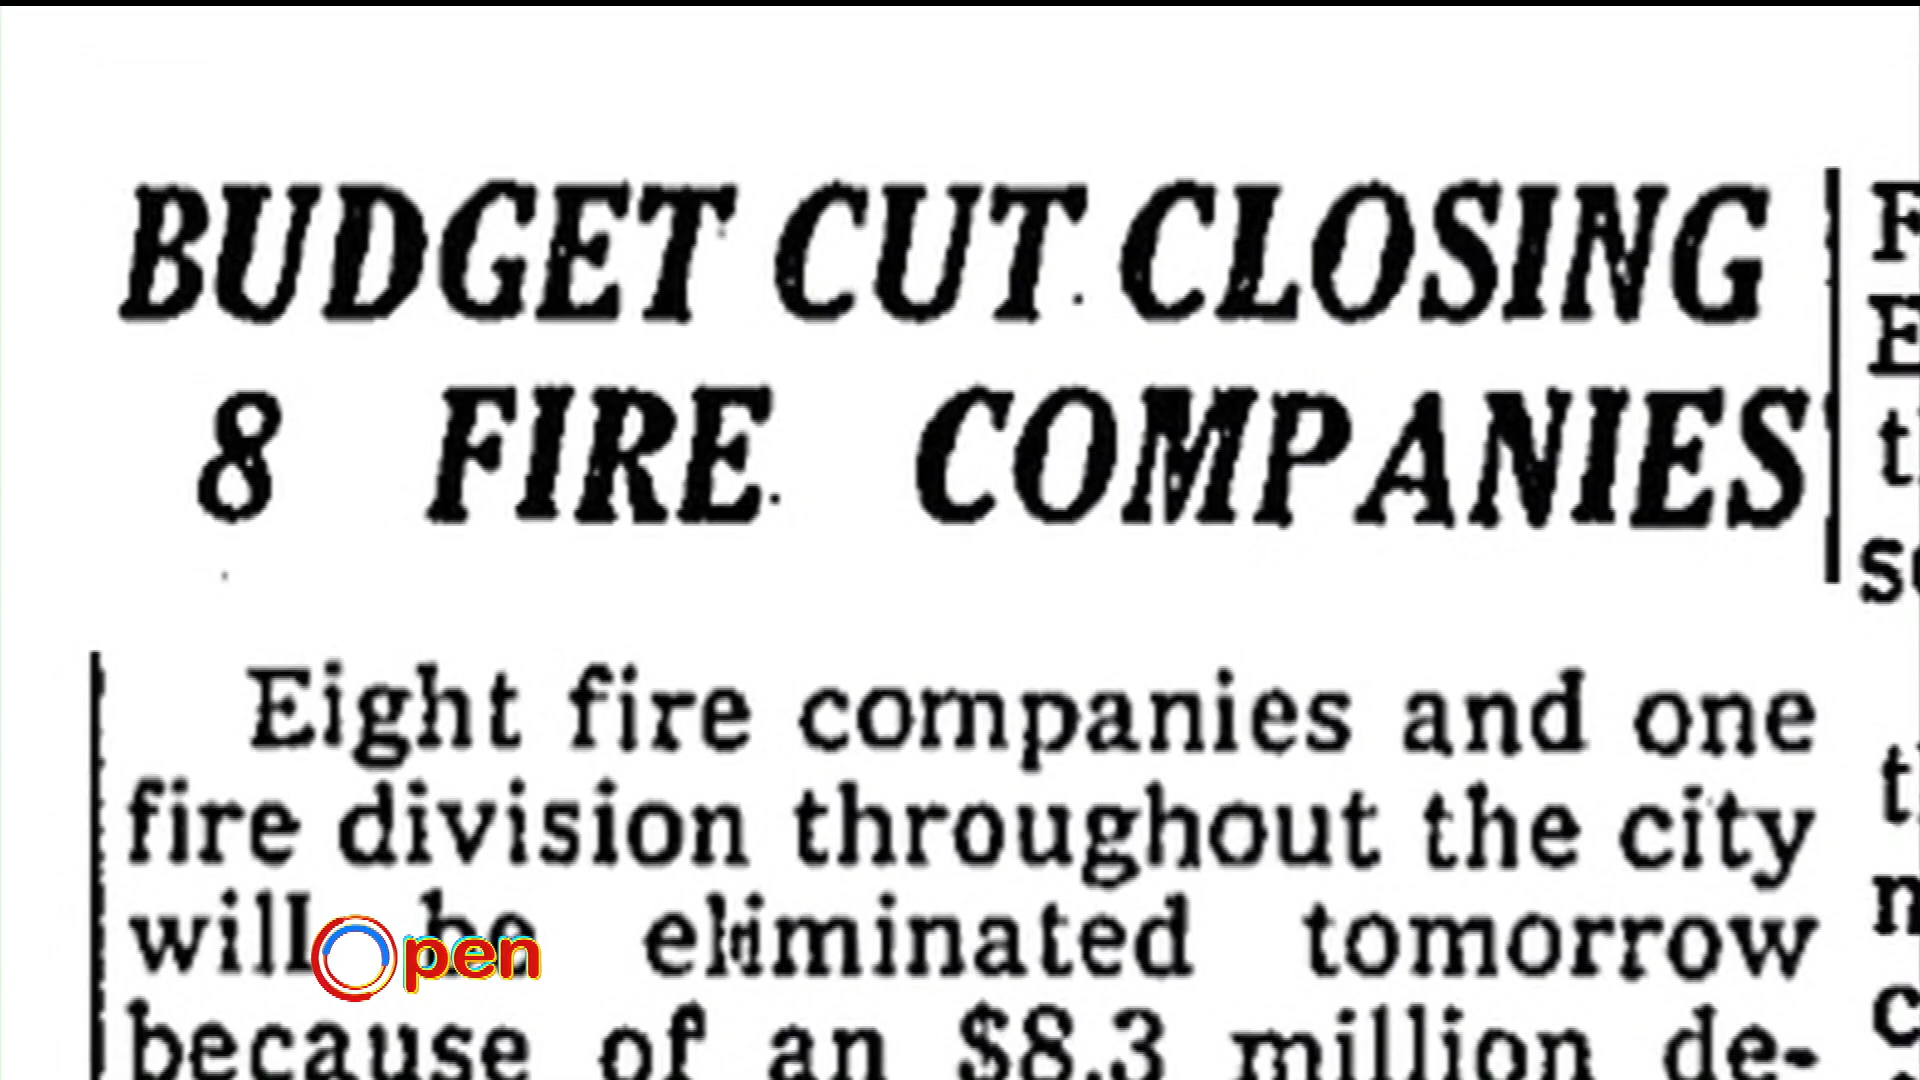 BUDGET CUT CLOSING
8 FIRE COMPANIES
Eight fire companies and one
fire division throughout the city
will be eliminated tomorrow
because of an $8.3 million de-
Open